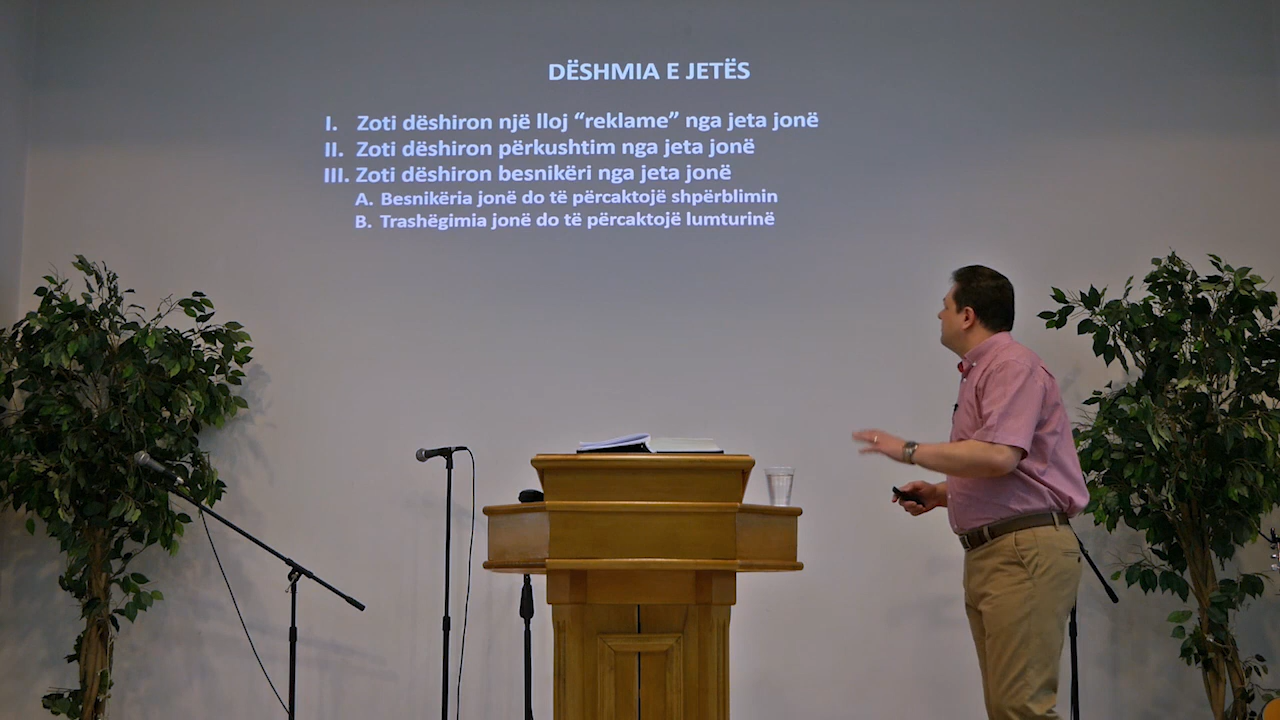 DËSHMIA E JETËS
I. Zoti dëshiron një lloj “reklame” nga jeta jonë
II. Zoti dëshiron përkushtim nga jeta jonë
III. Zoti dëshiron besnikëri nga jeta jonë
A. Besnikëria jonë do të përcaktojë shpërblimin
B. Trashëgimia jonë do të përcaktojë lumturinë